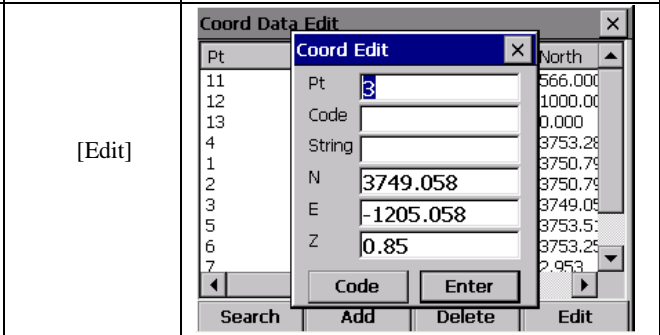 [Edit]
Coord Data Edit
Coord Edit
Pt North
11 566.000
12 1000.00
13 0.000
4 3753.28
1 3750.79
2 3750.79
3 3749.05
5 3753.51
6 3753.25
7 2.953
Pt 3
Code
String
N 3749.058
E -1205.058
Z 0.85
Code Enter
Search Add Delete Edit